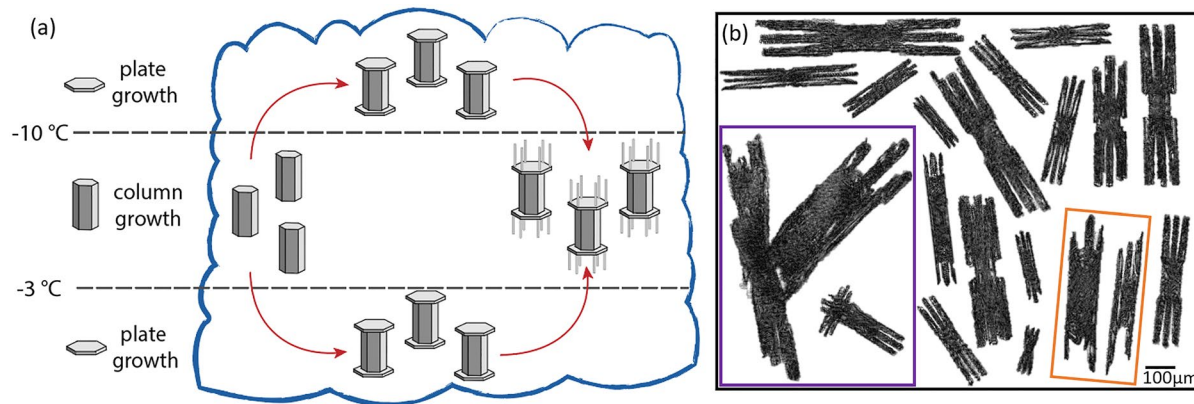 (a)
plate
growth
-10 °C
column
growth
-3 °C
plate
growth
(b)
100μm